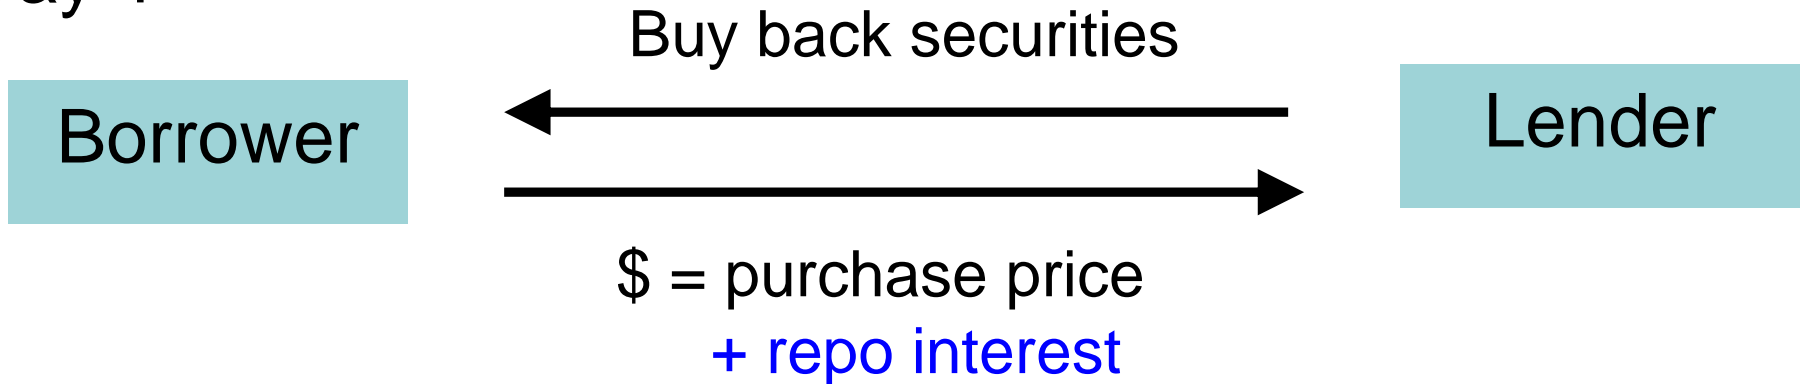 Buy back securities
Borrower
Lender
$ = purchase price
+ repo interest